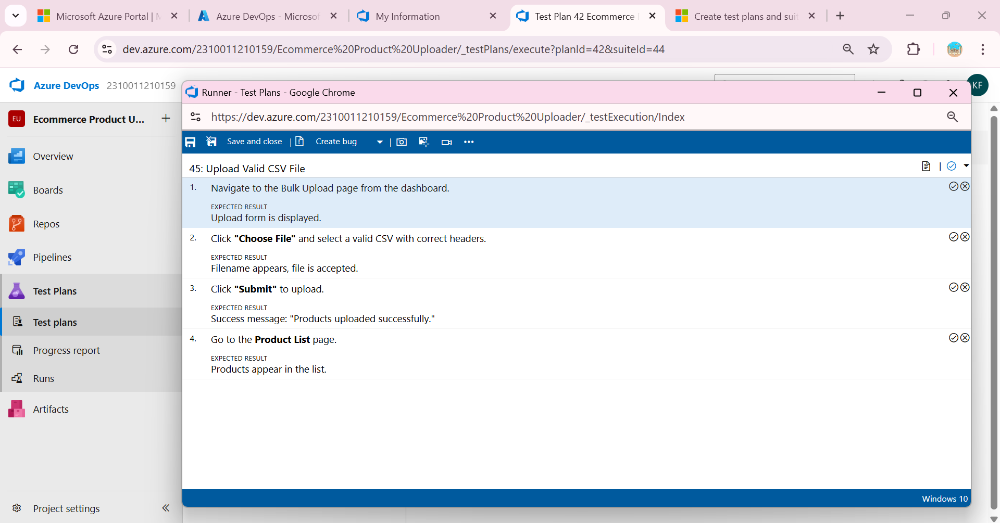 Microsoft Azure Portal |
Azure DevOps - Microsof
My Information
Test Plan 42 Ecommerce
Create test plans and suit
dev.azure.com/2310011210159/Ecommerce%20Product%20Uploader/_testPlans/execute?planId=42&suiteId=44
Azure DevOps 2310011210159
KF
Runner - Test Plans - Google Chrome
https://dev.azure.com/2310011210159/Ecommerce%20Product%20Uploader/_testExecution/Index
EU Ecommerce Product U...
Overview
Boards
Repos
Pipelines
Test Plans
Test plans
Progress report
Runs
Artifacts
Project settings
Save and close | Create bug |
45: Upload Valid CSV File
1. Navigate to the Bulk Upload page from the dashboard.
EXPECTED RESULT
Upload form is displayed.
2. Click "Choose File" and select a valid CSV with correct headers.
EXPECTED RESULT
Filename appears, file is accepted.
3. Click "Submit" to upload.
EXPECTED RESULT
Success message: "Products uploaded successfully."
4. Go to the Product List page.
EXPECTED RESULT
Products appear in the list.
Windows 10